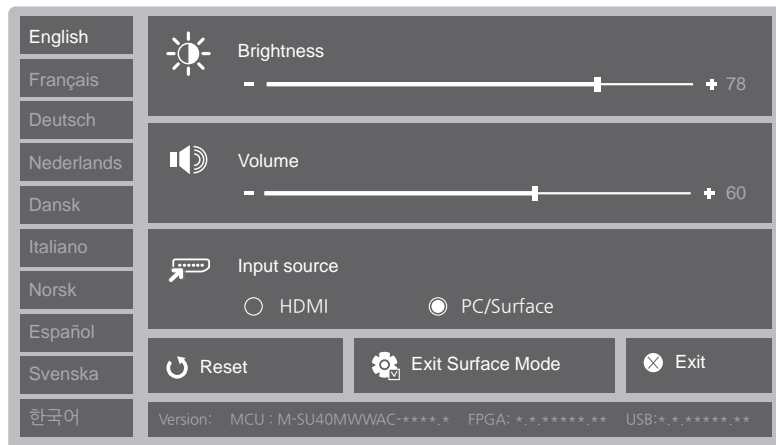 English
Français
Deutsch
Nederlands
Dansk
Italiano
Norsk
Español
Svenska
한국어
Brightness
- + 78
Volume
- + 60
Input source
HDMI PC/Surface
Reset Exit Surface Mode Exit
Version: MCU : M-SU40MWWAC-****.* FPGA: *.*.*****.** USB:*.*.*****.**